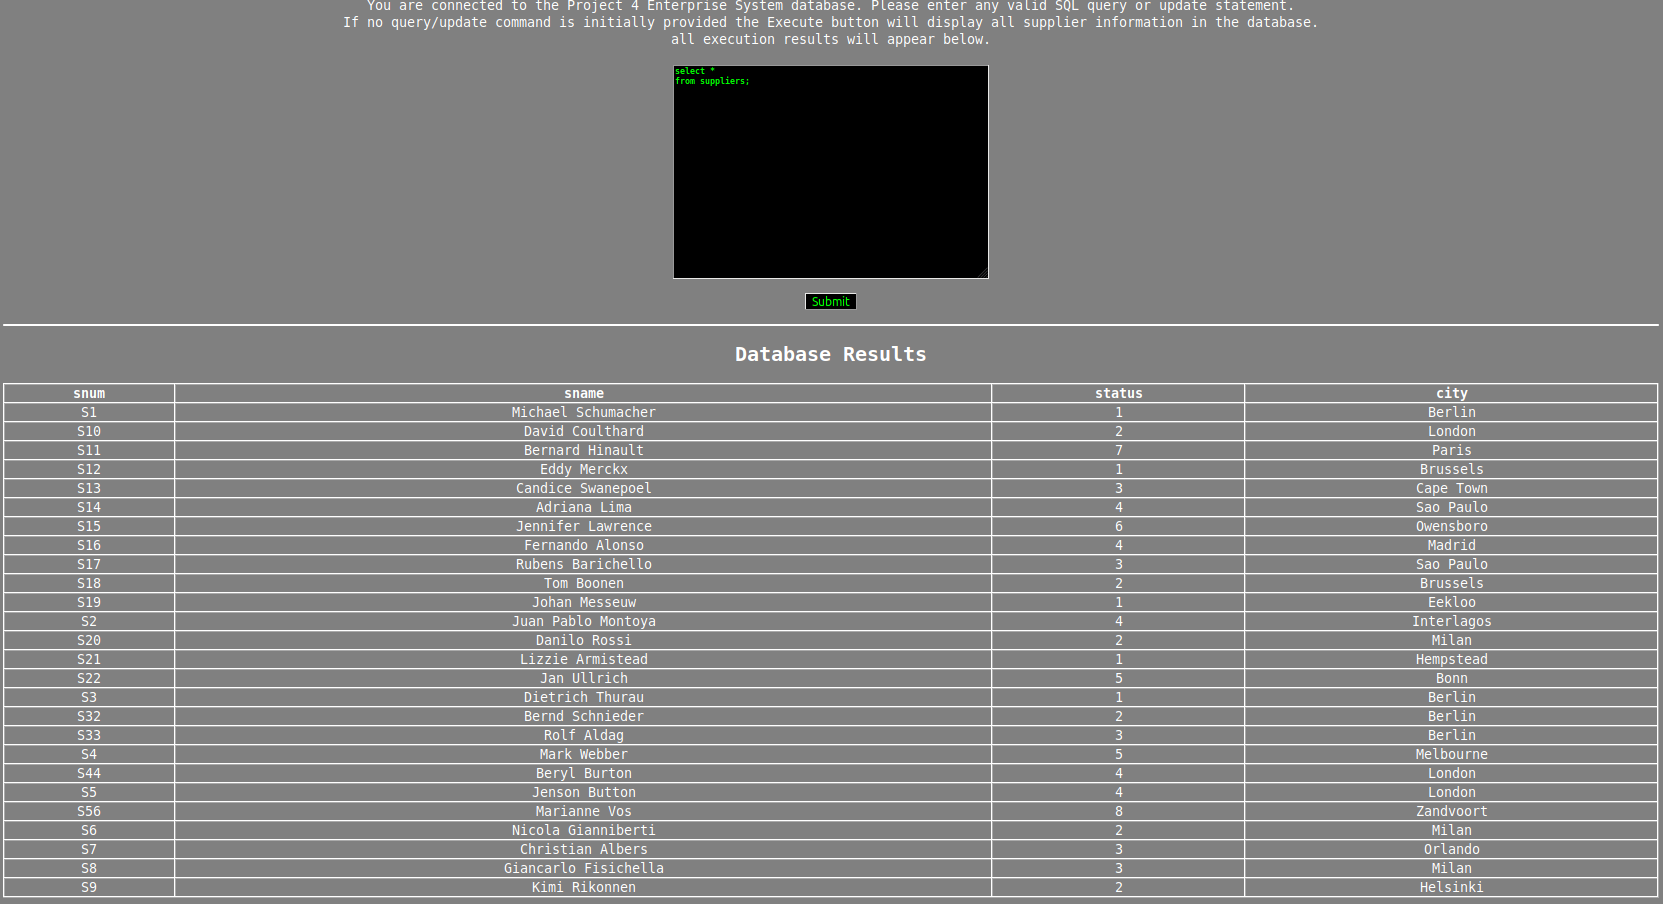 You are connected to the Project 4 Enterprise System database. Please enter any valid SQL query or update statement.
If no query/update command is initially provided the Execute button will display all supplier information in the database.
all execution results will appear below.
select *
from suppliers;
Submit
Database Results
snum sname status city
S1 Michael Schumacher 1 Berlin
S10 David Coulthard 2 London
S11 Bernard Hinault 7 Paris
S12 Eddy Merckx 1 Brussels
S13 Candice Swanepoel 3 Cape Town
S14 Adriana Lima 4 Sao Paulo
S15 Jennifer Lawrence 6 Owensboro
S16 Fernando Alonso 4 Madrid
S17 Rubens Barichello 3 Sao Paulo
S18 Tom Boonen 2 Brussels
S19 Johan Messeuw 1 Eekloo
S2 Juan Pablo Montoya 4 Interlagos
S20 Danilo Rossi 2 Milan
S21 Lizzie Armistead 1 Hempstead
S22 Jan Ullrich 5 Bonn
S3 Dietrich Thurau 1 Berlin
S32 Bernd Schnieder 2 Berlin
S33 Rolf Aldag 3 Berlin
S4 Mark Webber 5 Melbourne
S44 Beryl Burton 4 London
S5 Jenson Button 4 London
S56 Marianne Vos 8 Zandvoort
S6 Nicola Gianniberti 2 Milan
S7 Christian Albers 3 Orlando
S8 Giancarlo Fisichella 3 Milan
S9 Kimi Rikonnen 2 Helsinki